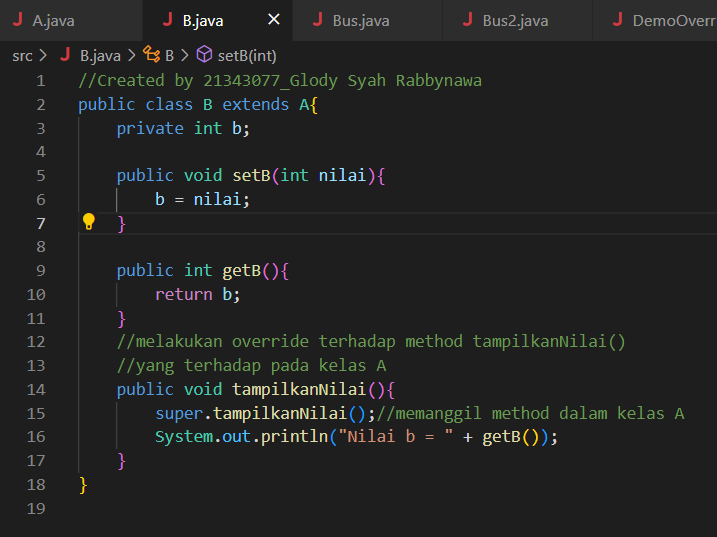 A.java B.java Bus.java Bus2.java DemoOverr
src > B.java > B > setB(int)
1 //Created by 21343077_Glody Syah Rabbynawa
2 public class B extends A{
3 private int b;
4
5 public void setB(int nilai){
6 b = nilai;
7 }
8
9 public int getB(){
10 return b;
11 }
12 //melakukan override terhadap method tampilkanNilai()
13 //yang terhadap pada kelas A
14 public void tampilkanNilai(){
15 super.tampilkanNilai();//memanggil method dalam kelas A
16 System.out.println("Nilai b = " + getB());
17 }
18 }
19